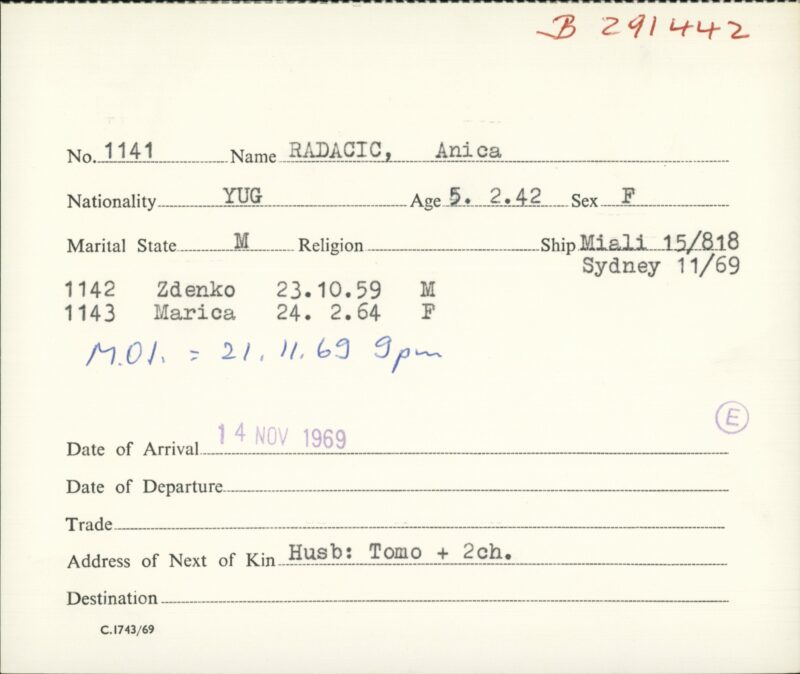 B 291442
No. 1141 Name RADACIC, Anica
Nationality YUG Age 5. 2.42 Sex F
Marital State M Religion Ship Miali 15/818
Sydney 11/69
1142 Zdenko 23.10.59 M
1143 Marica 24. 2.64 F
M.O1. = 21.11.69 9pm
E
Date of Arrival 14 NOV 1969
Date of Departure
Trade
Address of Next of Kin Husb: Tomo + 2ch.
Destination
C.1743/69